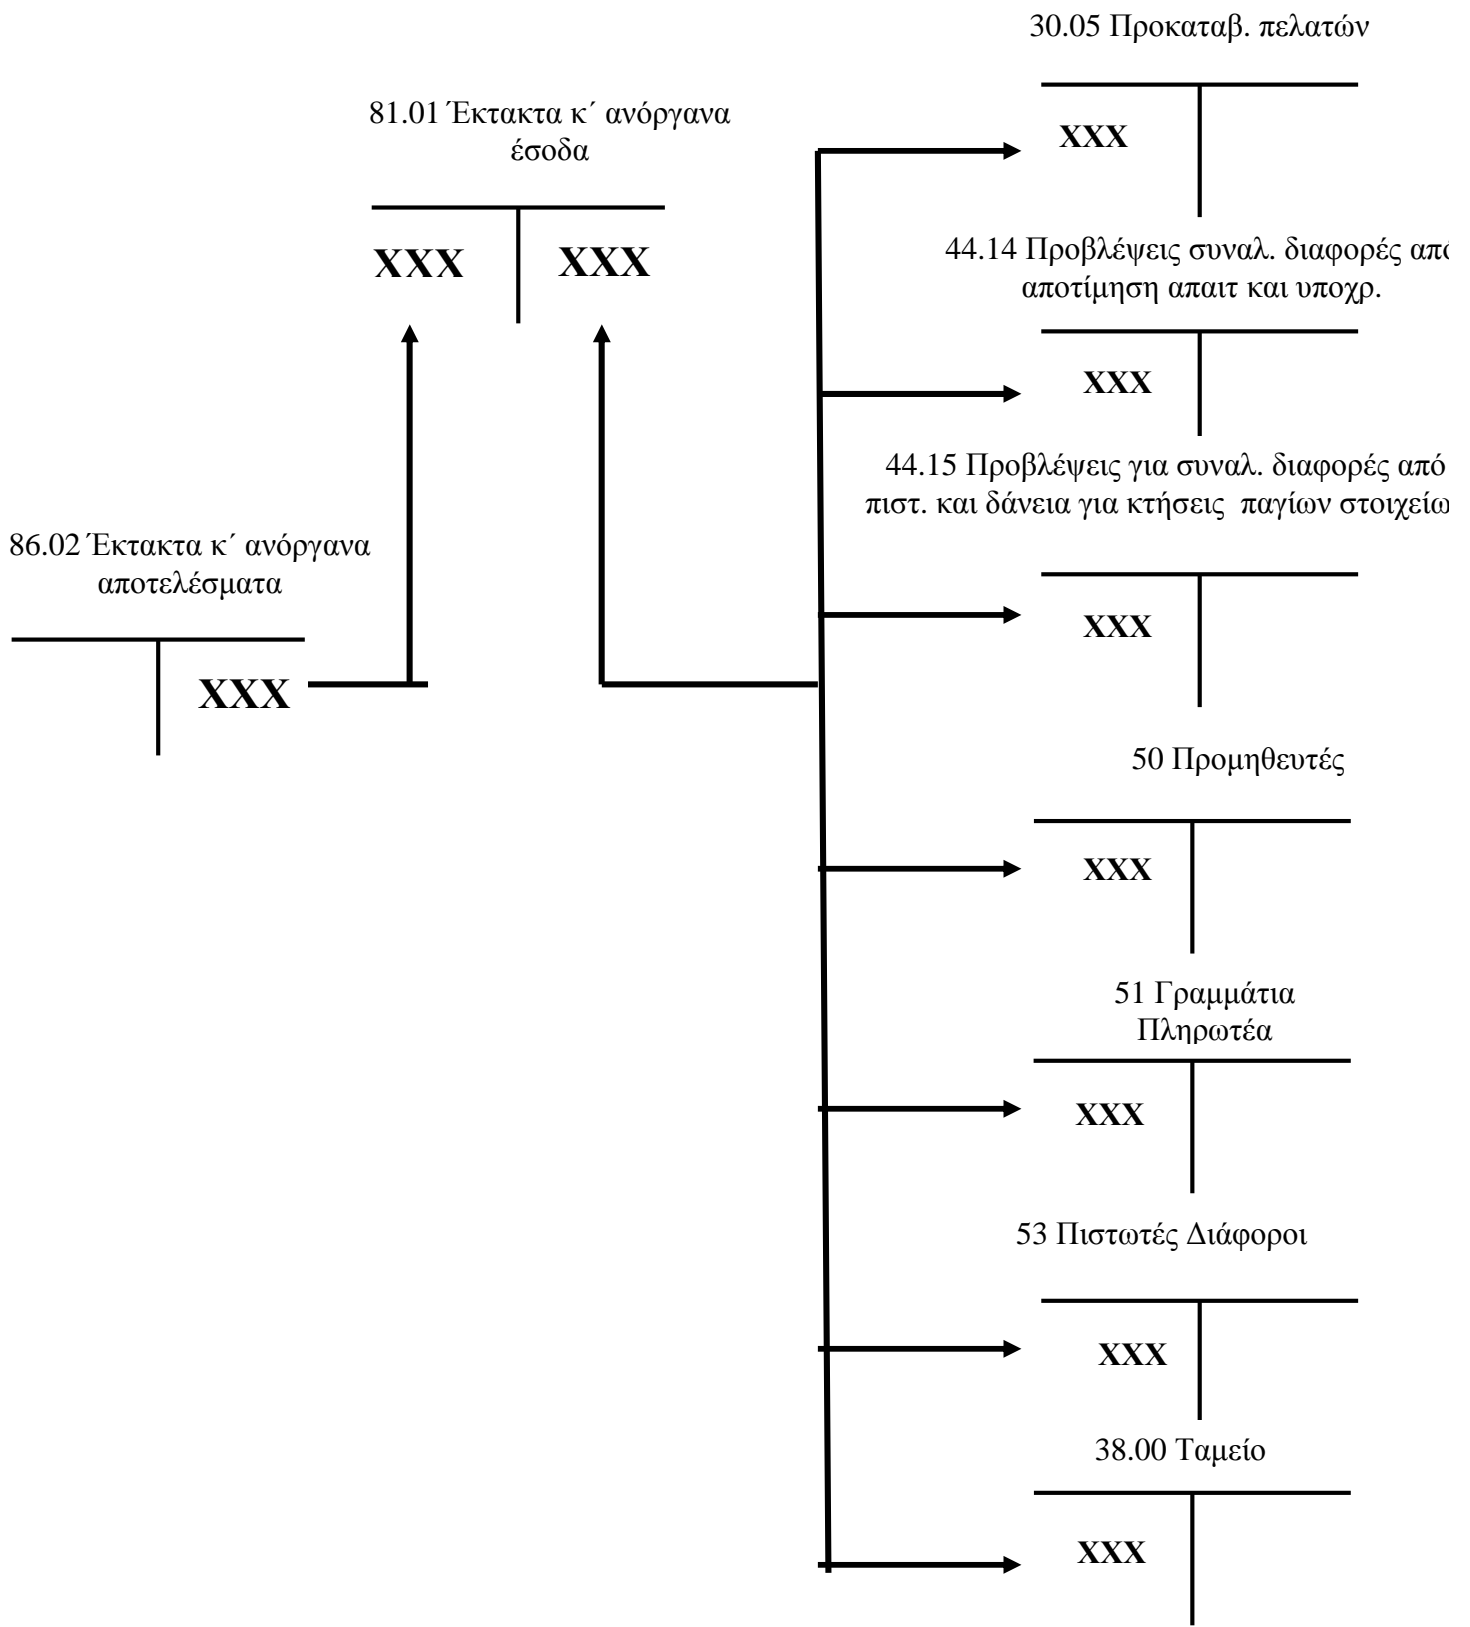 30.05 Προκαταβ. πελατών
XXX
81.01 Έκτακτα κ΄ ανόργανα
έσοδα
XXX XXX
44.14 Προβλέψεις συναλ. διαφορές από
αποτίμηση απαιτ και υποχρ.
XXX
44.15 Προβλέψεις για συναλ. διαφορές από
πιστ. και δάνεια για κτήσεις παγίων στοιχείω
XXX
86.02 Έκτακτα κ΄ ανόργανα
αποτελέσματα
XXX
50 Προμηθευτές
XXX
51 Γραμμάτια
Πληρωτέα
XXX
53 Πιστωτές Διάφοροι
XXX
38.00 Ταμείο
XXX